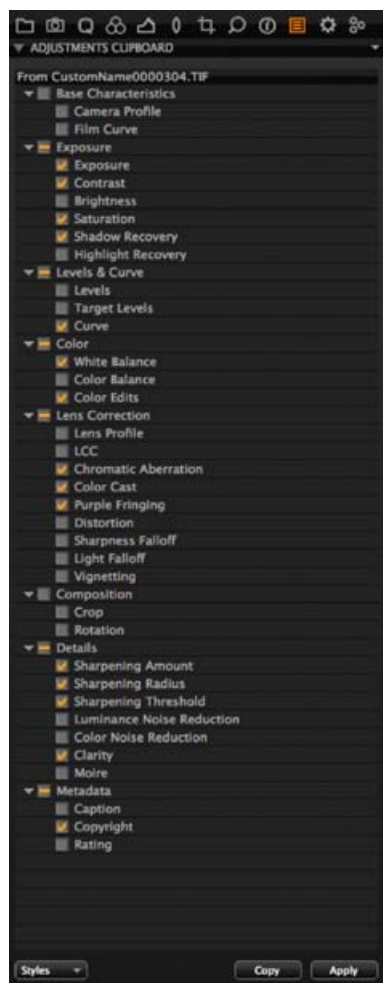 ADJUSTMENTS CLIPBOARD
From CustomName0000304.TIF
Base Characteristics
Camera Profile
Film Curve
Exposure
Exposure
Contrast
Brightness
Saturation
Shadow Recovery
Highlight Recovery
Levels & Curve
Levels
Target Levels
Curve
Color
White Balance
Color Balance
Color Edits
Lens Correction
Lens Profile
LCC
Chromatic Aberration
Color Cast
Purple Fringing
Distortion
Sharpness Falloff
Light Falloff
Vignetting
Composition
Crop
Rotation
Details
Sharpening Amount
Sharpening Radius
Sharpening Threshold
Luminance Noise Reduction
Color Noise Reduction
Clarity
Moire
Metadata
Caption
Copyright
Rating
Styles Copy Apply